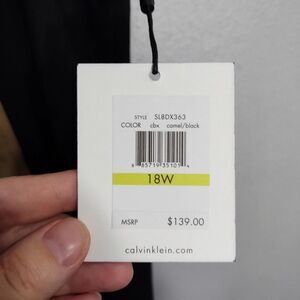 STYLE SL8DX363
COLOR cbx camel/black
18W
MSRP $139.00
calvinklein.com